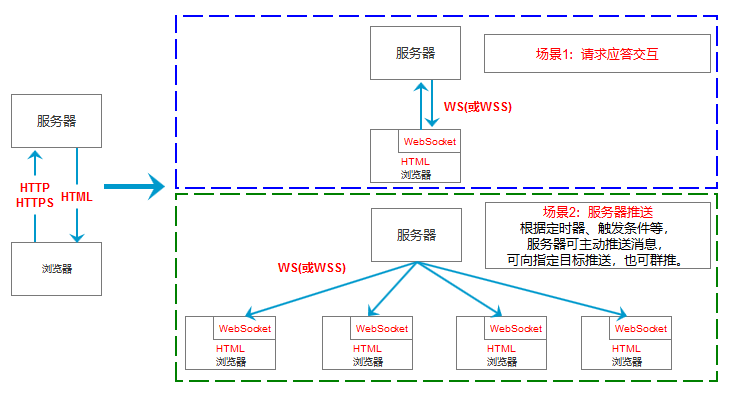 服务器
HTTP
HTTPS
HTML
浏览器
服务器
场景1：请求应答交互
WS(或WSS)
WebSocket
HTML
浏览器
服务器
场景2：服务器推送
根据定时器、触发条件等，
服务器可主动推送消息，
可向指定目标推送，也可群推。
WS(或WSS)
WebSocket
HTML
浏览器
WebSocket
HTML
浏览器
WebSocket
HTML
浏览器
WebSocket
HTML
浏览器